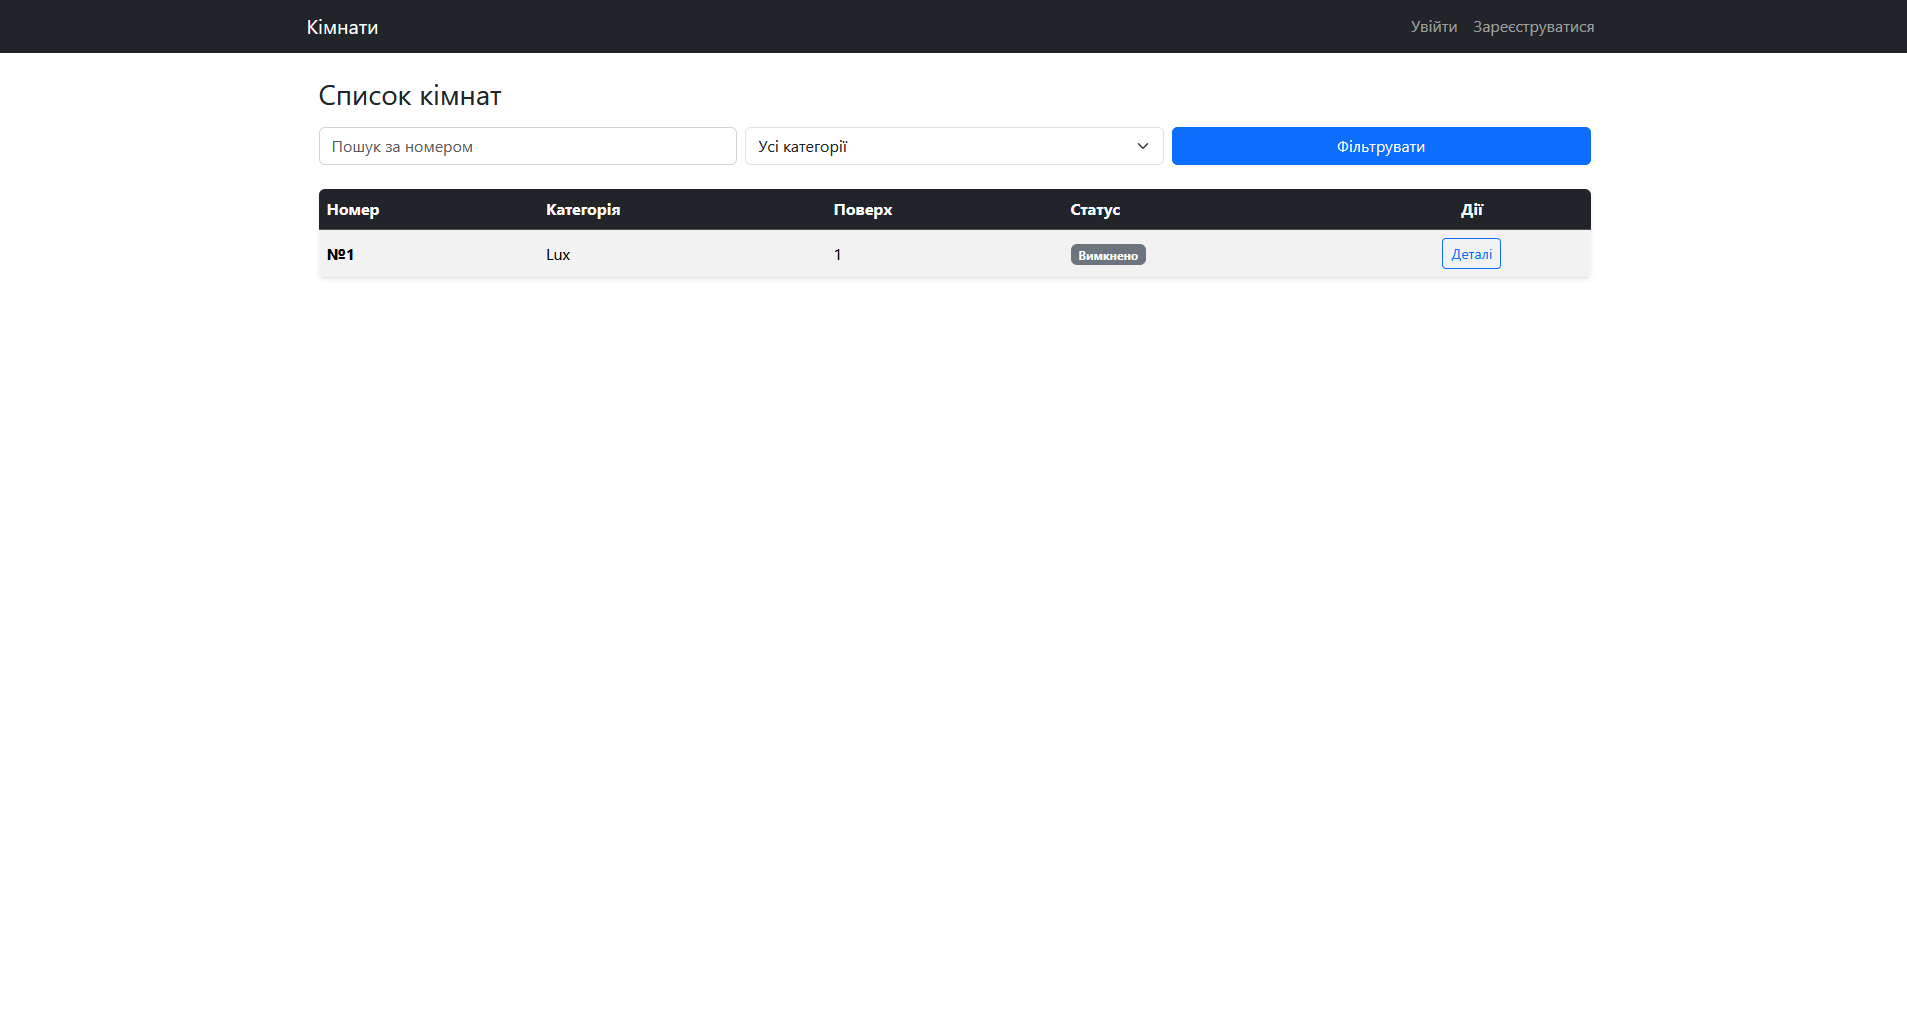 Кімнати Увійти Зареєструватися
Список кімнат
Пошук за номером Усі категорії Фільтрувати
Номер Категорія Поверх Статус Дії
№1 Lux 1 Вимкнено Деталі